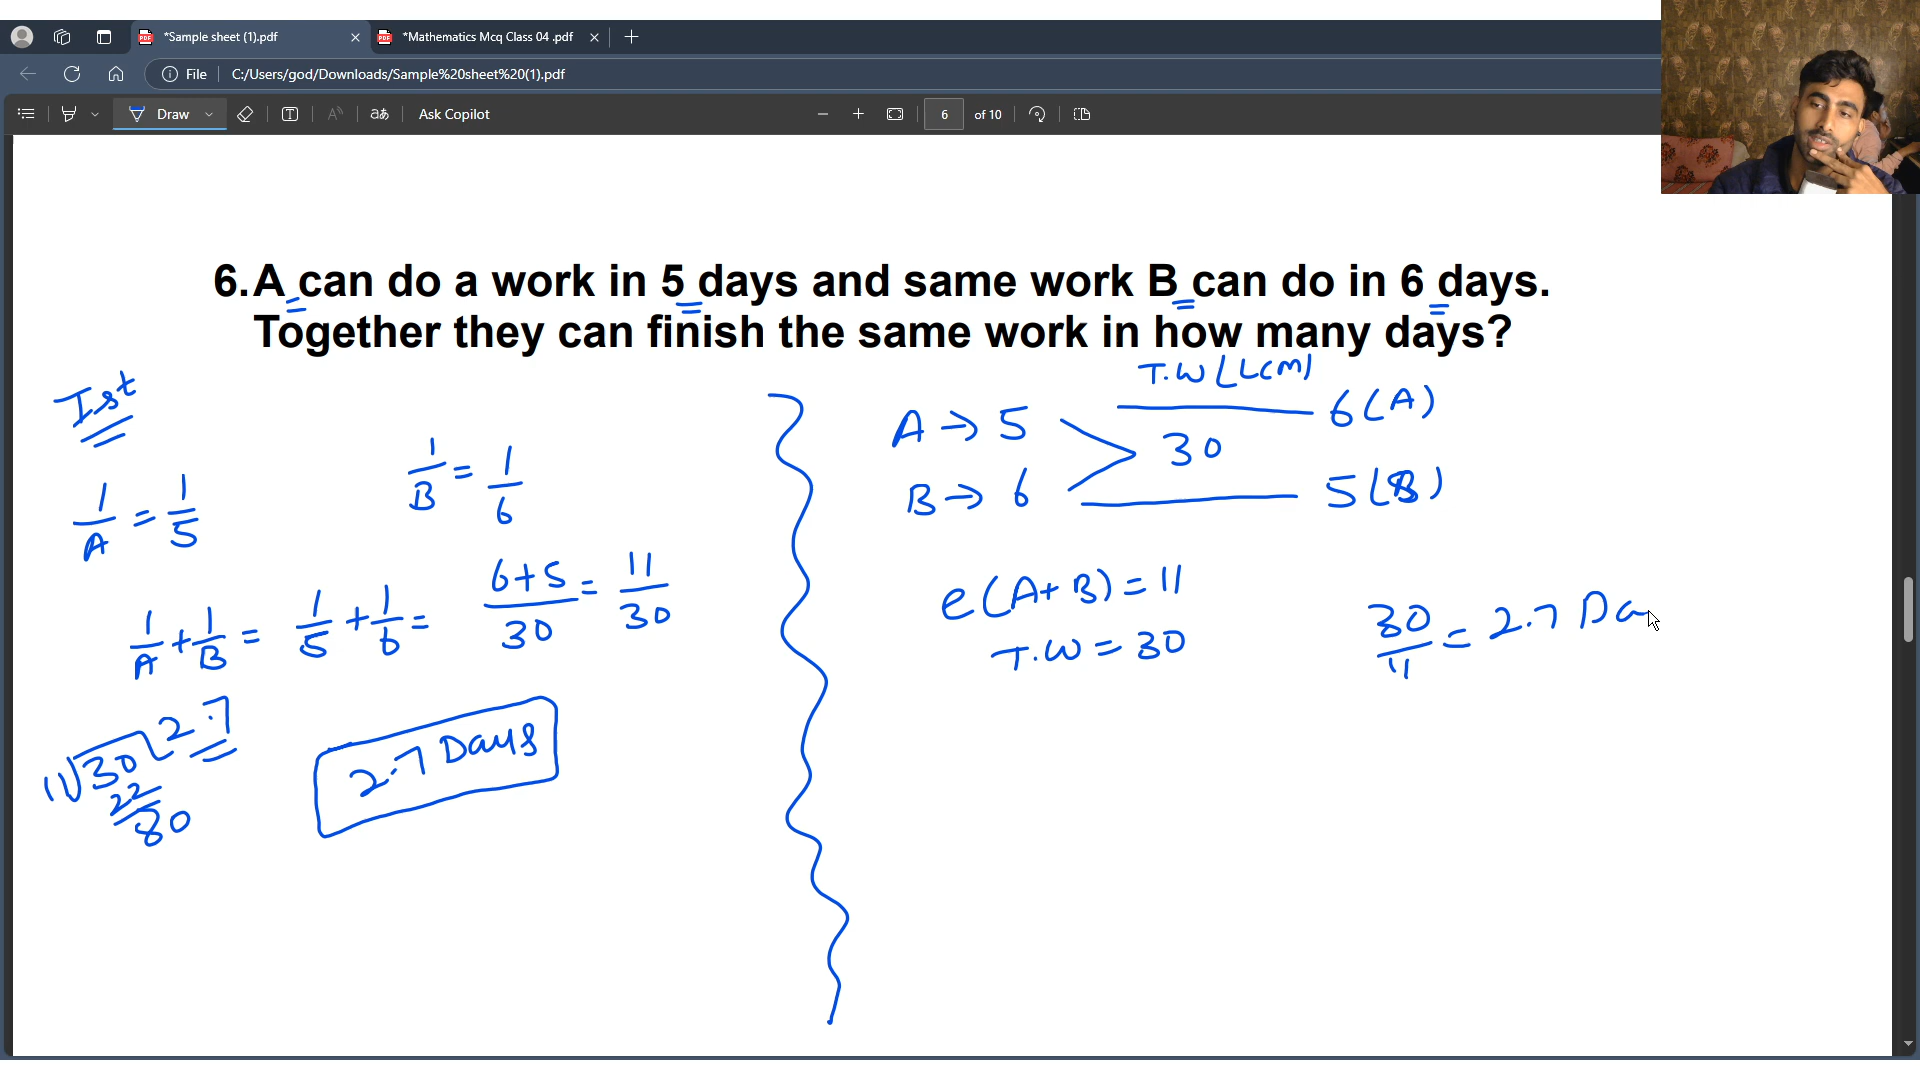 *Sample sheet (1).pdf
*Mathematics Mcq Class 04 .pdf
File C:/Users/god/Downloads/Sample%20sheet%20(1).pdf
Draw aあ Ask Copilot 6 of 10
6.A can do a work in 5 days and same work B can do in 6 days.
Together they can finish the same work in how many days?
Ist
1/A = 1/5
1/B = 1/6
1/A + 1/B = 1/5 + 1/6 = 6+5/30 = 11/30
11 30 2.7
22
80
2.7 Days
T.W (LCM)
A → 5 6 (A)
30
B → 6 5 (B)
e(A+B) = 11
T.W = 30
30/11 = 2.7 Da